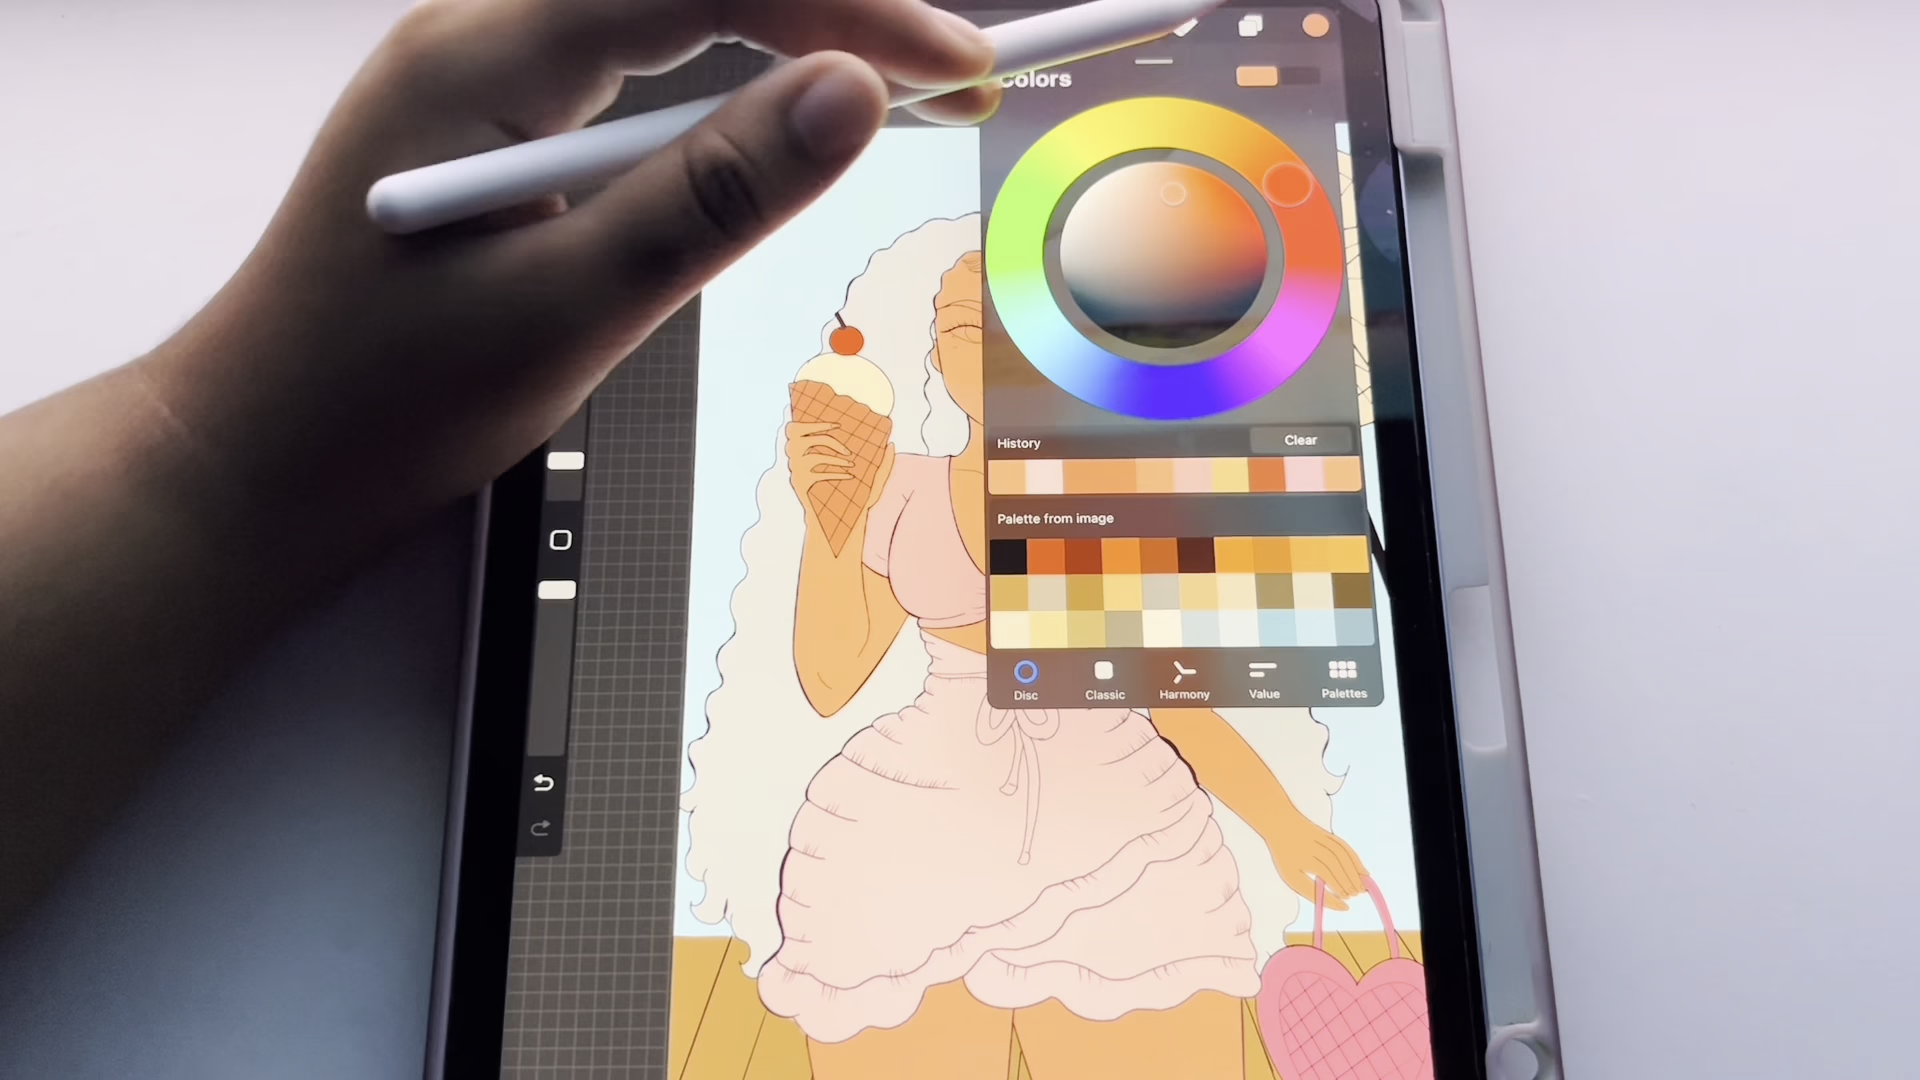 Colors
History
Clear
Palette from image
Disc
Classic
Harmony
Value
Palettes